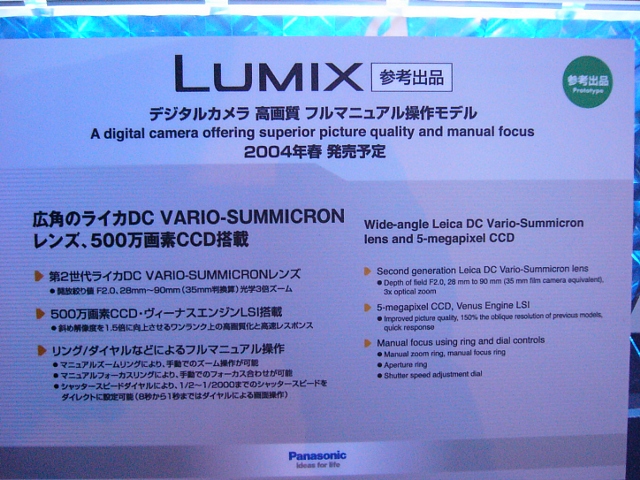 LUMIX 参考出品
参考出品
Prototype
デジタルカメラ 高画質 フルマニュアル操作モデル
A digital camera offering superior picture quality and manual focus
2004年春 発売予定
広角のライカDC VARIO-SUMMICRON
レンズ、500万画素CCD搭載
▶ 第2世代ライカDC VARIO-SUMMICRONレンズ
● 開放絞り値 F2.0、28mm〜90mm（35mm判換算）光学3倍ズーム
▶ 500万画素CCD・ヴィーナスエンジンLSI搭載
● 斜め解像度を1.5倍に向上させるワンランク上の高画質化と高速レスポンス
▶ リング/ダイヤルなどによるフルマニュアル操作
● マニュアルズームリングにより、手動でのズーム操作が可能
● マニュアルフォーカスリングにより、手動でのフォーカス合わせが可能
● シャッタースピードダイヤルにより、1/2〜1/2000までのシャッタースピードを
ダイレクトに設定可能（8秒から1秒まではダイヤルによる画面操作）
Wide-angle Leica DC Vario-Summicron
lens and 5-megapixel CCD
▶ Second generation Leica DC Vario-Summicron lens
● Depth of field F2.0, 28 mm to 90 mm (35 mm film camera equivalent),
3x optical zoom
▶ 5-megapixel CCD, Venus Engine LSI
● Improved picture quality, 150% the oblique resolution of previous models,
quick response
▶ Manual focus using ring and dial controls
● Manual zoom ring, manual focus ring
● Aperture ring
● Shutter speed adjustment dial
Panasonic
ideas for life